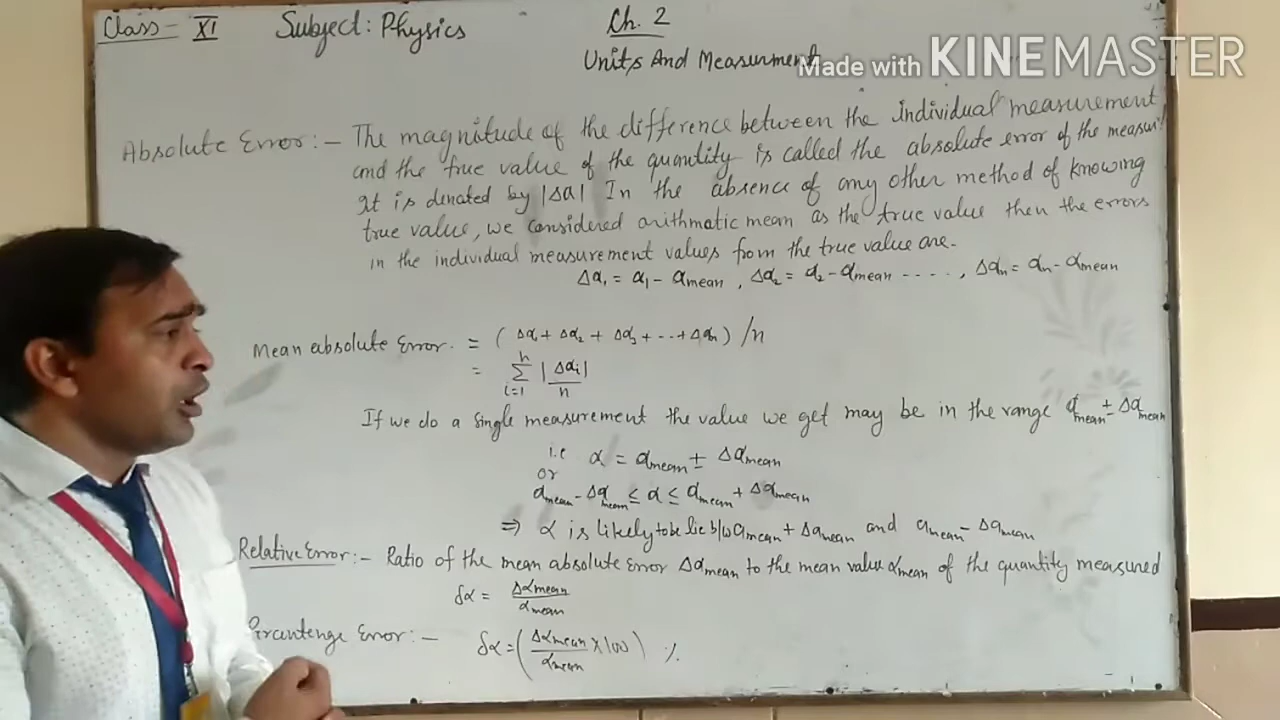 Class - XI Subject: Physics Ch. 2
Units And Measurment
Made with KINEMASTER
Absolute Error:- The magnitude of the difference between the individual measurement
and the true value of the quantity is called the absolute error of the measur
It is denated by |Δa| In the absence of any other method of knowing
true value, we considered arithmatic mean as the true value then the errors
in the individual measurement values from the true value are.
Δa₁ = a₁ - amean, Δa₂ = a₂ - amean ....., Δan = an - amean
Mean absolute Error. = (Δa₁ + Δa₂ + Δa₃ + ... + Δan) / n
= n Σ i=1 |Δai| / n
If we do a single measurement the value we get may be in the range amean ± Δamean
i.e a = amean ± Δamean
or
amean - Δamean ≤ a ≤ amean + Δamean
⇒ a is likely to be lie b/w amean + Δamean and amean - Δamean
Relative Error:- Ratio of the mean absolute Error Δamean to the mean value amean of the quantity measured
δa = Δamean / amean
Percentenge Error:- δa = (Δamean / amean × 100) %